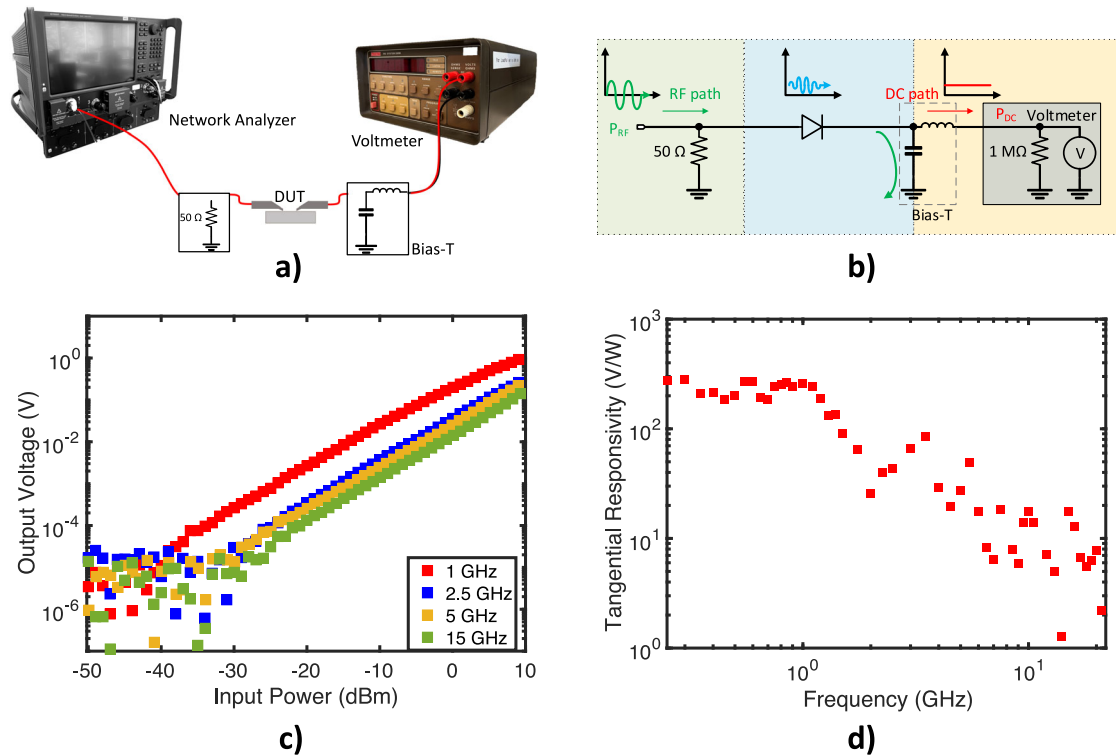 Network Analyzer
Voltmeter
50 Ω
DUT
Bias-T
a)
RF path
DC path
P_RF
P_DC
Voltmeter
50 Ω
1 MΩ
V
Bias-T
b)
Output Voltage (V)
10^0
10^-2
10^-4
10^-6
-50 -40 -30 -20 -10 0 10
Input Power (dBm)
1 GHz
2.5 GHz
5 GHz
15 GHz
c)
Tangential Responsivity (V/W)
10^3
10^2
10^1
10^0
10^0 10^1
Frequency (GHz)
d)